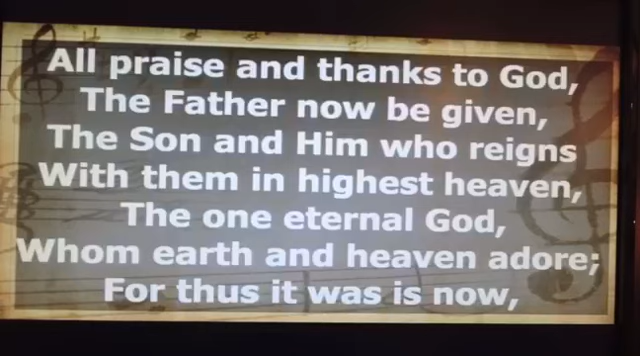 All praise and thanks to God,
The Father now be given,
The Son and Him who reigns
With them in highest heaven,
The one eternal God,
Whom earth and heaven adore;
For thus it was is now,